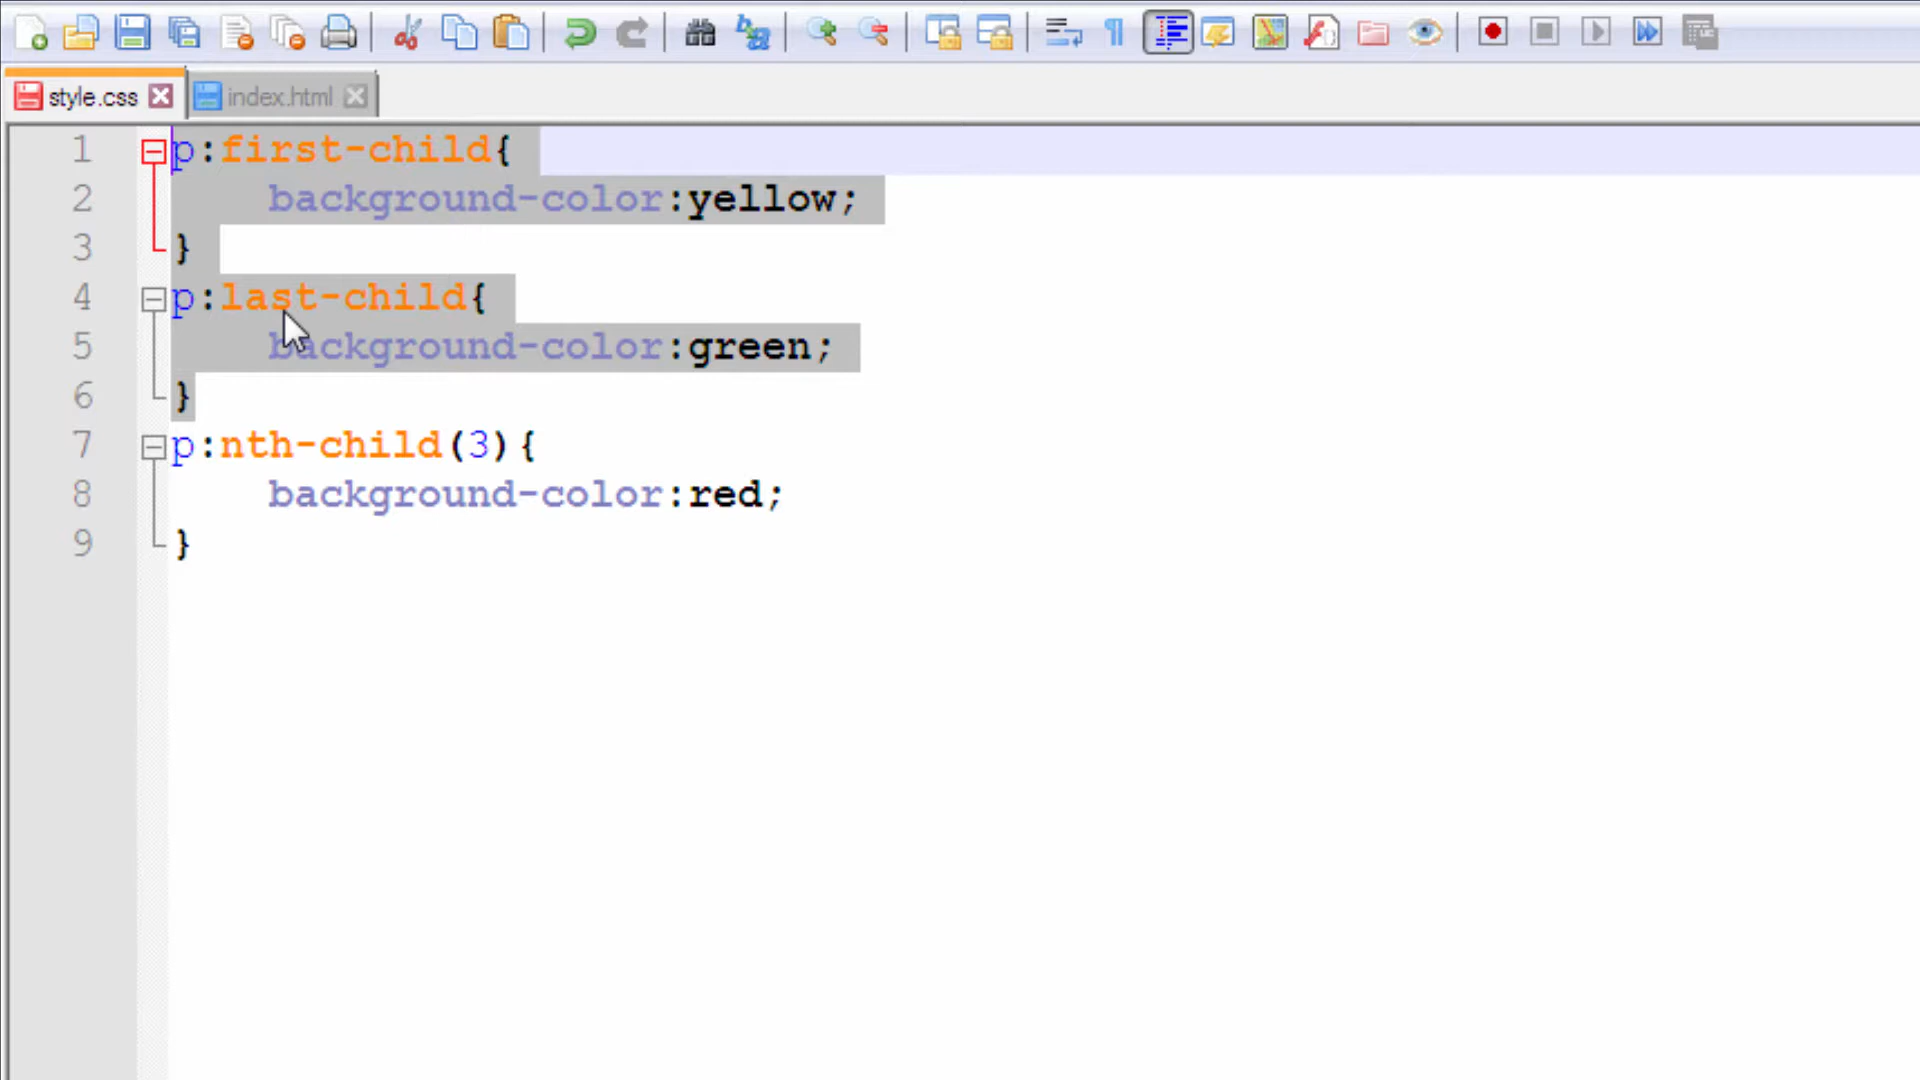 style.css index.html
1 p:first-child{
2 background-color:yellow;
3 }
4 p:last-child{
5 background-color:green;
6 }
7 p:nth-child(3){
8 background-color:red;
9 }